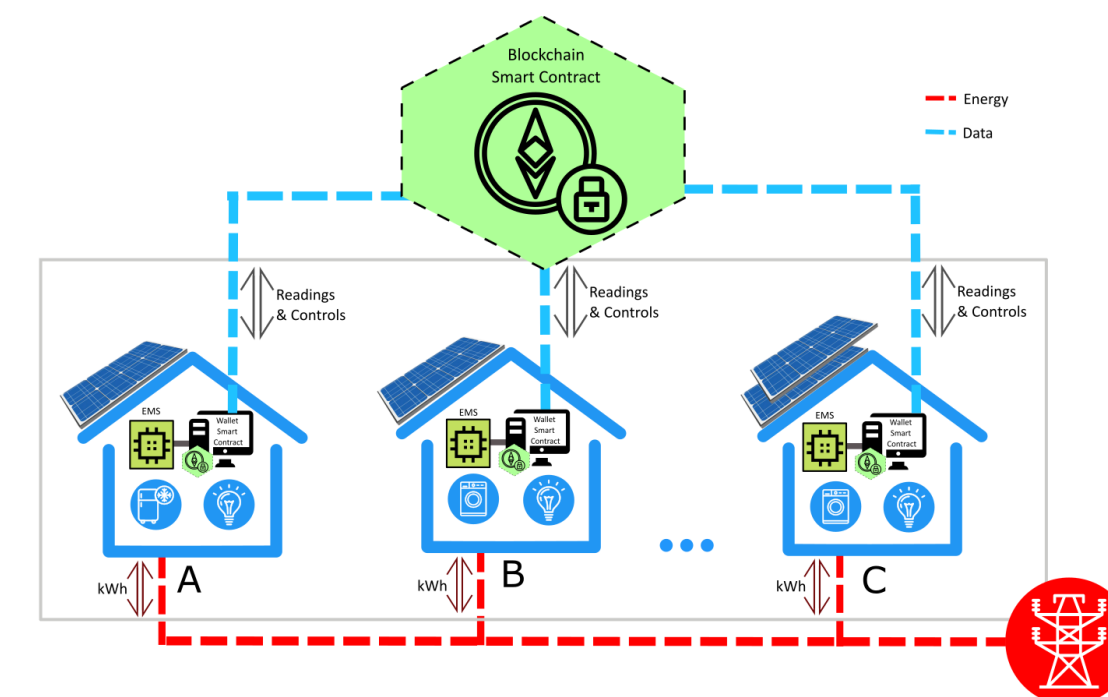 Blockchain
Smart Contract
Energy
Data
Readings
& Controls
Readings
& Controls
Readings
& Controls
EMS
Wallet
Smart
Contract
EMS
Wallet
Smart
Contract
EMS
Wallet
Smart
Contract
kWh
A
kWh
B
kWh
C